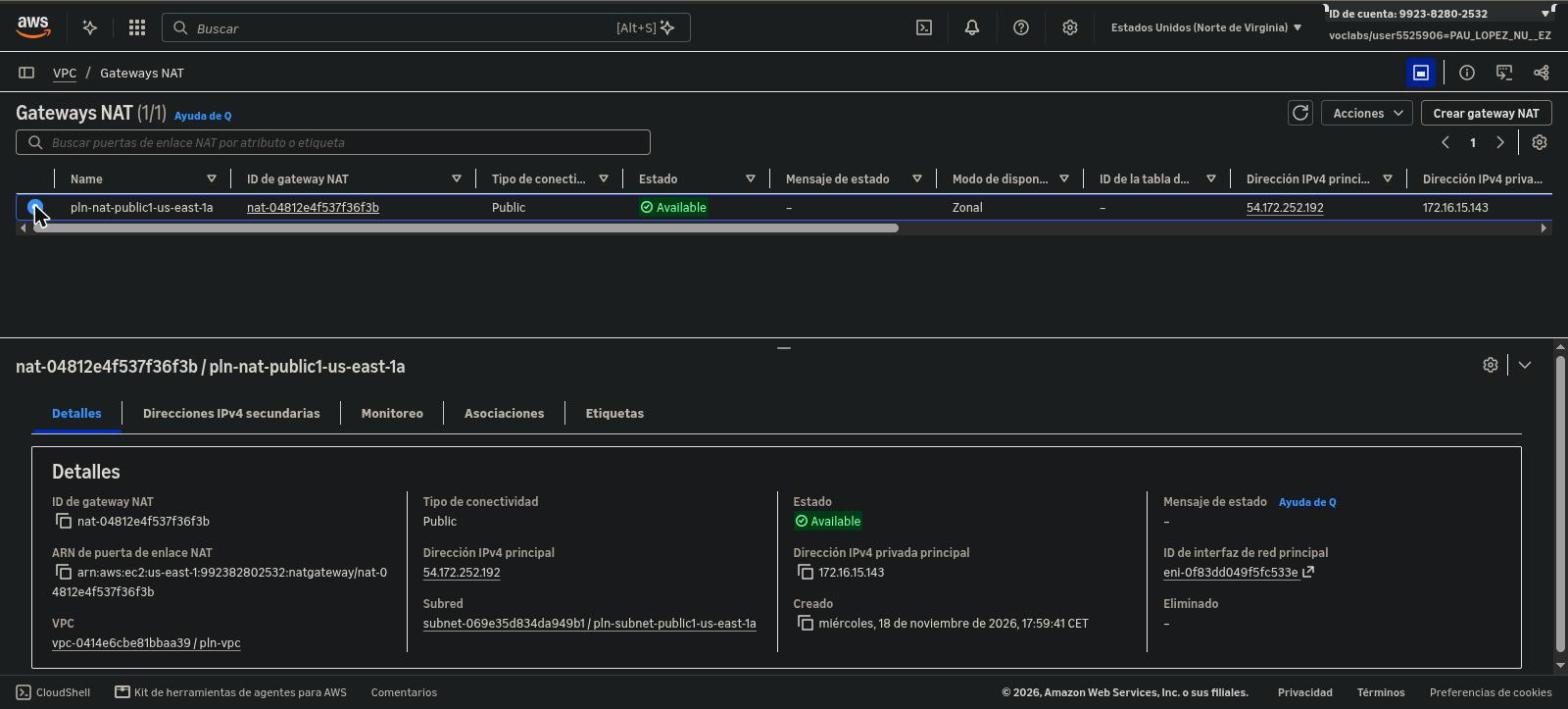 aws
Buscar
[Alt+S]
Estados Unidos (Norte de Virginia)
ID de cuenta: 9923-8280-2532
voclabs/user5525906=PAU_LOPEZ_NU__EZ
VPC / Gateways NAT
Gateways NAT (1/1) Ayuda de Q
Acciones
Crear gateway NAT
Buscar puertas de enlace NAT por atributo o etiqueta
1
Name ID de gateway NAT Tipo de conecti... Estado Mensaje de estado Modo de dispon... ID de la tabla d... Dirección IPv4 princi... Dirección IPv4 priva...
pln-nat-public1-us-east-1a nat-04812e4f537f36f3b Public Available – Zonal – 54.172.252.192 172.16.15.143
nat-04812e4f537f36f3b / pln-nat-public1-us-east-1a
Detalles Direcciones IPv4 secundarias Monitoreo Asociaciones Etiquetas
Detalles
ID de gateway NAT
nat-04812e4f537f36f3b
ARN de puerta de enlace NAT
arn:aws:ec2:us-east-1:992382802532:natgateway/nat-0
4812e4f537f36f3b
VPC
vpc-0414e6cbe81bbaa39 / pln-vpc
Tipo de conectividad
Public
Dirección IPv4 principal
54.172.252.192
Subred
subnet-069e35d834da949b1 / pln-subnet-public1-us-east-1a
Estado
Available
Dirección IPv4 privada principal
172.16.15.143
Creado
miércoles, 18 de noviembre de 2026, 17:59:41 CET
Mensaje de estado Ayuda de Q
–
ID de interfaz de red principal
eni-0f83dd049f5fc533e
Eliminado
–
CloudShell Kit de herramientas de agentes para AWS Comentarios © 2026, Amazon Web Services, Inc. o sus filiales. Privacidad Términos Preferencias de cookies